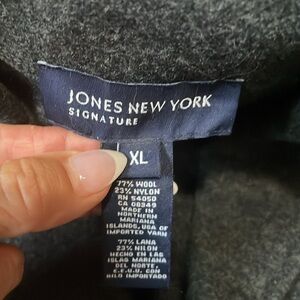 JONES NEW YORK
SIGNATURE
XL
77% WOOL
23% NYLON
RN 54050
CA 08349
MADE IN
NORTHERN
MARIANA
ISLANDS, USA OF
IMPORTED YARN
77% LANA
23% NILON
HECHO EN LAS
ISLAS MARIANA
DEL NORTE,
E.E.U.U. CON
HILO IMPORTADO